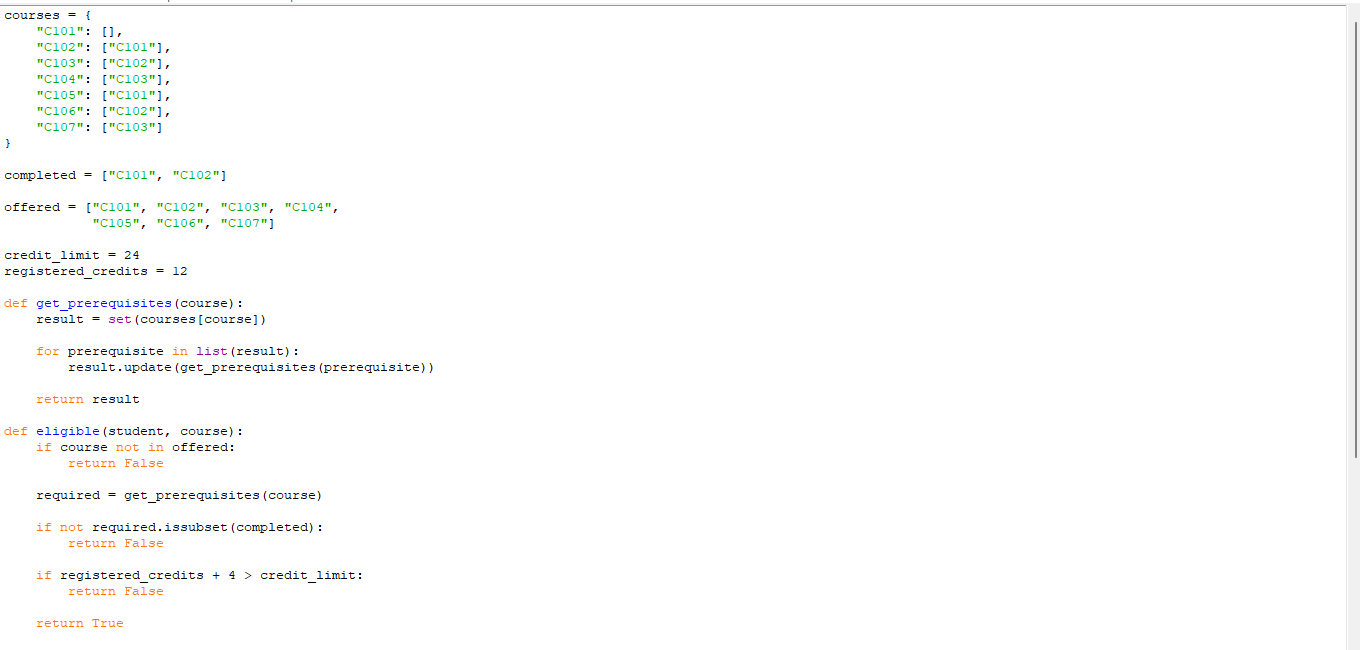 courses = {
    "C101": [],
    "C102": ["C101"],
    "C103": ["C102"],
    "C104": ["C103"],
    "C105": ["C101"],
    "C106": ["C102"],
    "C107": ["C103"]
}

completed = ["C101", "C102"]

offered = ["C101", "C102", "C103", "C104",
           "C105", "C106", "C107"]

credit_limit = 24
registered_credits = 12

def get_prerequisites(course):
    result = set(courses[course])

    for prerequisite in list(result):
        result.update(get_prerequisites(prerequisite))

    return result

def eligible(student, course):
    if course not in offered:
        return False

    required = get_prerequisites(course)

    if not required.issubset(completed):
        return False

    if registered_credits + 4 > credit_limit:
        return False

    return True